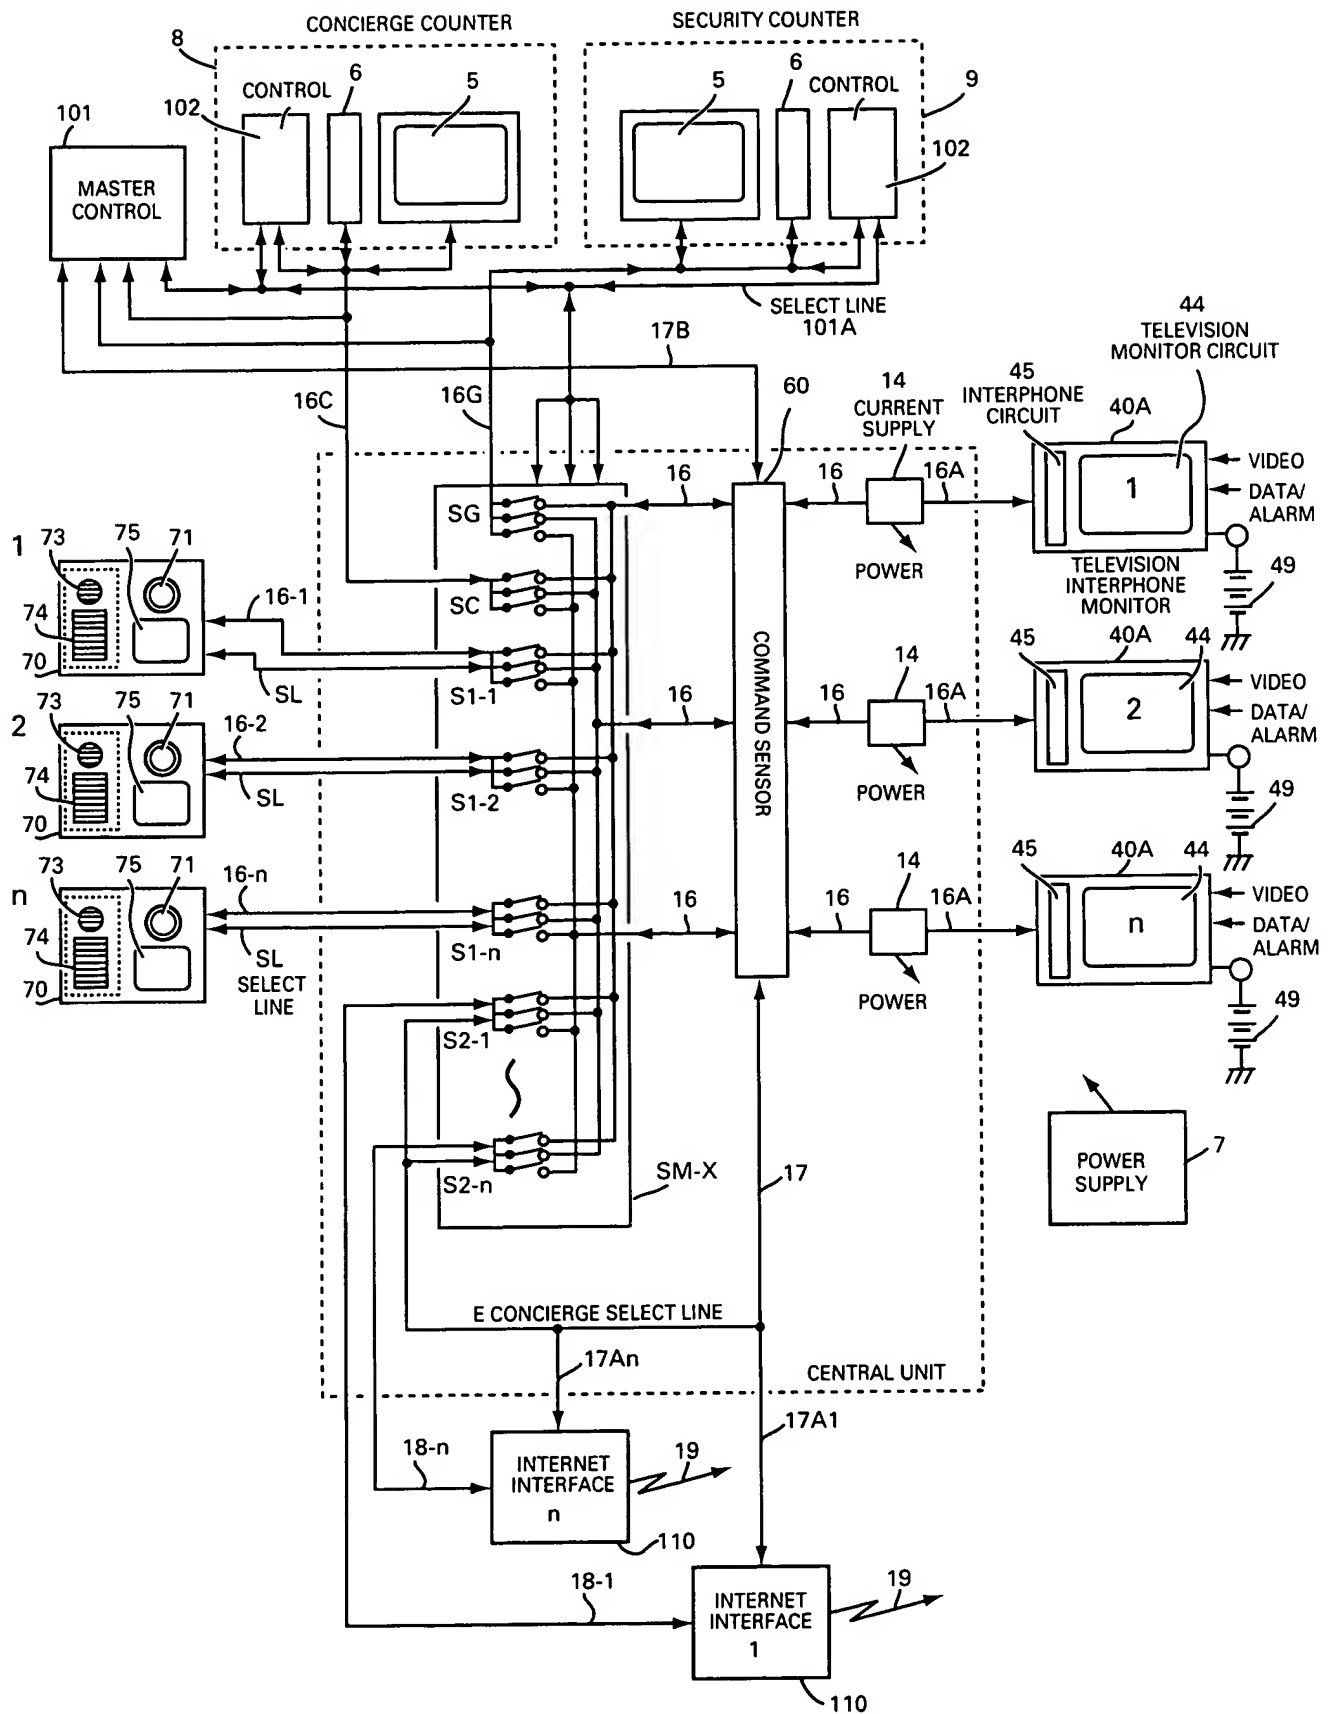 CONCIERGE COUNTER
SECURITY COUNTER
8
CONTROL
6
5
5
6
CONTROL
9
102
102
101
MASTER
CONTROL
SELECT LINE
101A
17B
16C
16G
60
14
CURRENT
SUPPLY
45
INTERPHONE
CIRCUIT
44
TELEVISION
MONITOR CIRCUIT
40A
16
16
16A
1
VIDEO
DATA/
ALARM
POWER
TELEVISION
INTERPHONE
MONITOR
49
SG
SC
1
73
75
71
74
70
16-1
SL
S1-1
COMMAND SENSOR
16
16
14
16A
45
40A
44
2
VIDEO
DATA/
ALARM
POWER
49
2
73
75
71
74
70
16-2
SL
S1-2
n
73
75
71
74
70
16-n
SL
SELECT
LINE
S1-n
16
16
14
16A
45
40A
44
n
VIDEO
DATA/
ALARM
POWER
49
S2-1
S2-n
SM-X
17
POWER
SUPPLY
7
E CONCIERGE SELECT LINE
17An
CENTRAL UNIT
17A1
18-n
INTERNET
INTERFACE
n
19
110
18-1
INTERNET
INTERFACE
1
19
110